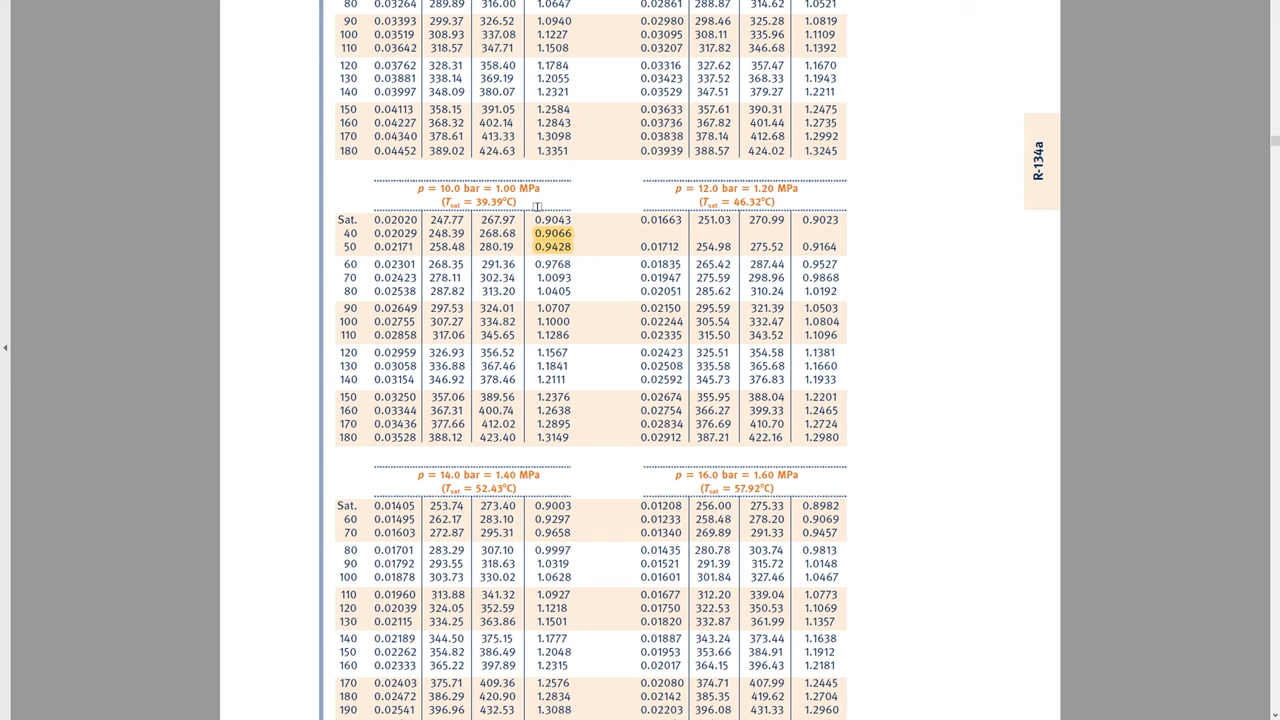 80 0.03264 289.89 316.00 1.0647 0.02861 288.87 314.62 1.0521
90 0.03393 299.37 326.52 1.0940 0.02980 298.46 325.28 1.0819
100 0.03519 308.93 337.08 1.1227 0.03095 308.11 335.96 1.1109
110 0.03642 318.57 347.71 1.1508 0.03207 317.82 346.68 1.1392
120 0.03762 328.31 358.40 1.1784 0.03316 327.62 357.47 1.1670
130 0.03881 338.14 369.19 1.2055 0.03423 337.52 368.33 1.1943
140 0.03997 348.09 380.07 1.2321 0.03529 347.51 379.27 1.2211
150 0.04113 358.15 391.05 1.2584 0.03633 357.61 390.31 1.2475
160 0.04227 368.32 402.14 1.2843 0.03736 367.82 401.44 1.2735
170 0.04340 378.61 413.33 1.3098 0.03838 378.14 412.68 1.2992
180 0.04452 389.02 424.63 1.3351 0.03939 388.57 424.02 1.3245
R-134a
p = 10.0 bar = 1.00 MPa p = 12.0 bar = 1.20 MPa
(Tsat = 39.39°C) (Tsat = 46.32°C)
Sat. 0.02020 247.77 267.97 0.9043 0.01663 251.03 270.99 0.9023
40 0.02029 248.39 268.68 0.9066
50 0.02171 258.48 280.19 0.9428 0.01712 254.98 275.52 0.9164
60 0.02301 268.35 291.36 0.9768 0.01835 265.42 287.44 0.9527
70 0.02423 278.11 302.34 1.0093 0.01947 275.59 298.96 0.9868
80 0.02538 287.82 313.20 1.0405 0.02051 285.62 310.24 1.0192
90 0.02649 297.53 324.01 1.0707 0.02150 295.59 321.39 1.0503
100 0.02755 307.27 334.82 1.1000 0.02244 305.54 332.47 1.0804
110 0.02858 317.06 345.65 1.1286 0.02335 315.50 343.52 1.1096
120 0.02959 326.93 356.52 1.1567 0.02423 325.51 354.58 1.1381
130 0.03058 336.88 367.46 1.1841 0.02508 335.58 365.68 1.1660
140 0.03154 346.92 378.46 1.2111 0.02592 345.73 376.83 1.1933
150 0.03250 357.06 389.56 1.2376 0.02674 355.95 388.04 1.2201
160 0.03344 367.31 400.74 1.2638 0.02754 366.27 399.33 1.2465
170 0.03436 377.66 412.02 1.2895 0.02834 376.69 410.70 1.2724
180 0.03528 388.12 423.40 1.3149 0.02912 387.21 422.16 1.2980
p = 14.0 bar = 1.40 MPa p = 16.0 bar = 1.60 MPa
(Tsat = 52.43°C) (Tsat = 57.92°C)
Sat. 0.01405 253.74 273.40 0.9003 0.01208 256.00 275.33 0.8982
60 0.01495 262.17 283.10 0.9297 0.01233 258.48 278.20 0.9069
70 0.01603 272.87 295.31 0.9658 0.01340 269.89 291.33 0.9457
80 0.01701 283.29 307.10 0.9997 0.01435 280.78 303.74 0.9813
90 0.01792 293.55 318.63 1.0319 0.01521 291.39 315.72 1.0148
100 0.01878 303.73 330.02 1.0628 0.01601 301.84 327.46 1.0467
110 0.01960 313.88 341.32 1.0927 0.01677 312.20 339.04 1.0773
120 0.02039 324.05 352.59 1.1218 0.01750 322.53 350.53 1.1069
130 0.02115 334.25 363.86 1.1501 0.01820 332.87 361.99 1.1357
140 0.02189 344.50 375.15 1.1777 0.01887 343.24 373.44 1.1638
150 0.02262 354.82 386.49 1.2048 0.01953 353.66 384.91 1.1912
160 0.02333 365.22 397.89 1.2315 0.02017 364.15 396.43 1.2181
170 0.02403 375.71 409.36 1.2576 0.02080 374.71 407.99 1.2445
180 0.02472 386.29 420.90 1.2834 0.02142 385.35 419.62 1.2704
190 0.02541 396.96 432.53 1.3088 0.02203 396.08 431.33 1.2960